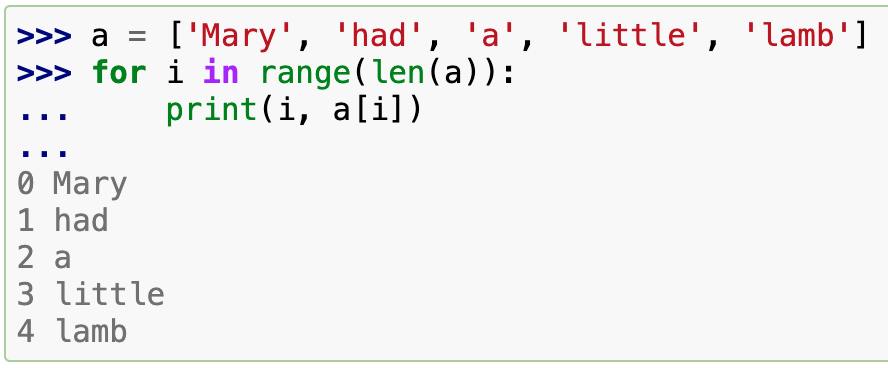 >>> a = ['Mary', 'had', 'a', 'little', 'lamb']
>>> for i in range(len(a)):
...     print(i, a[i])
...
0 Mary
1 had
2 a
3 little
4 lamb